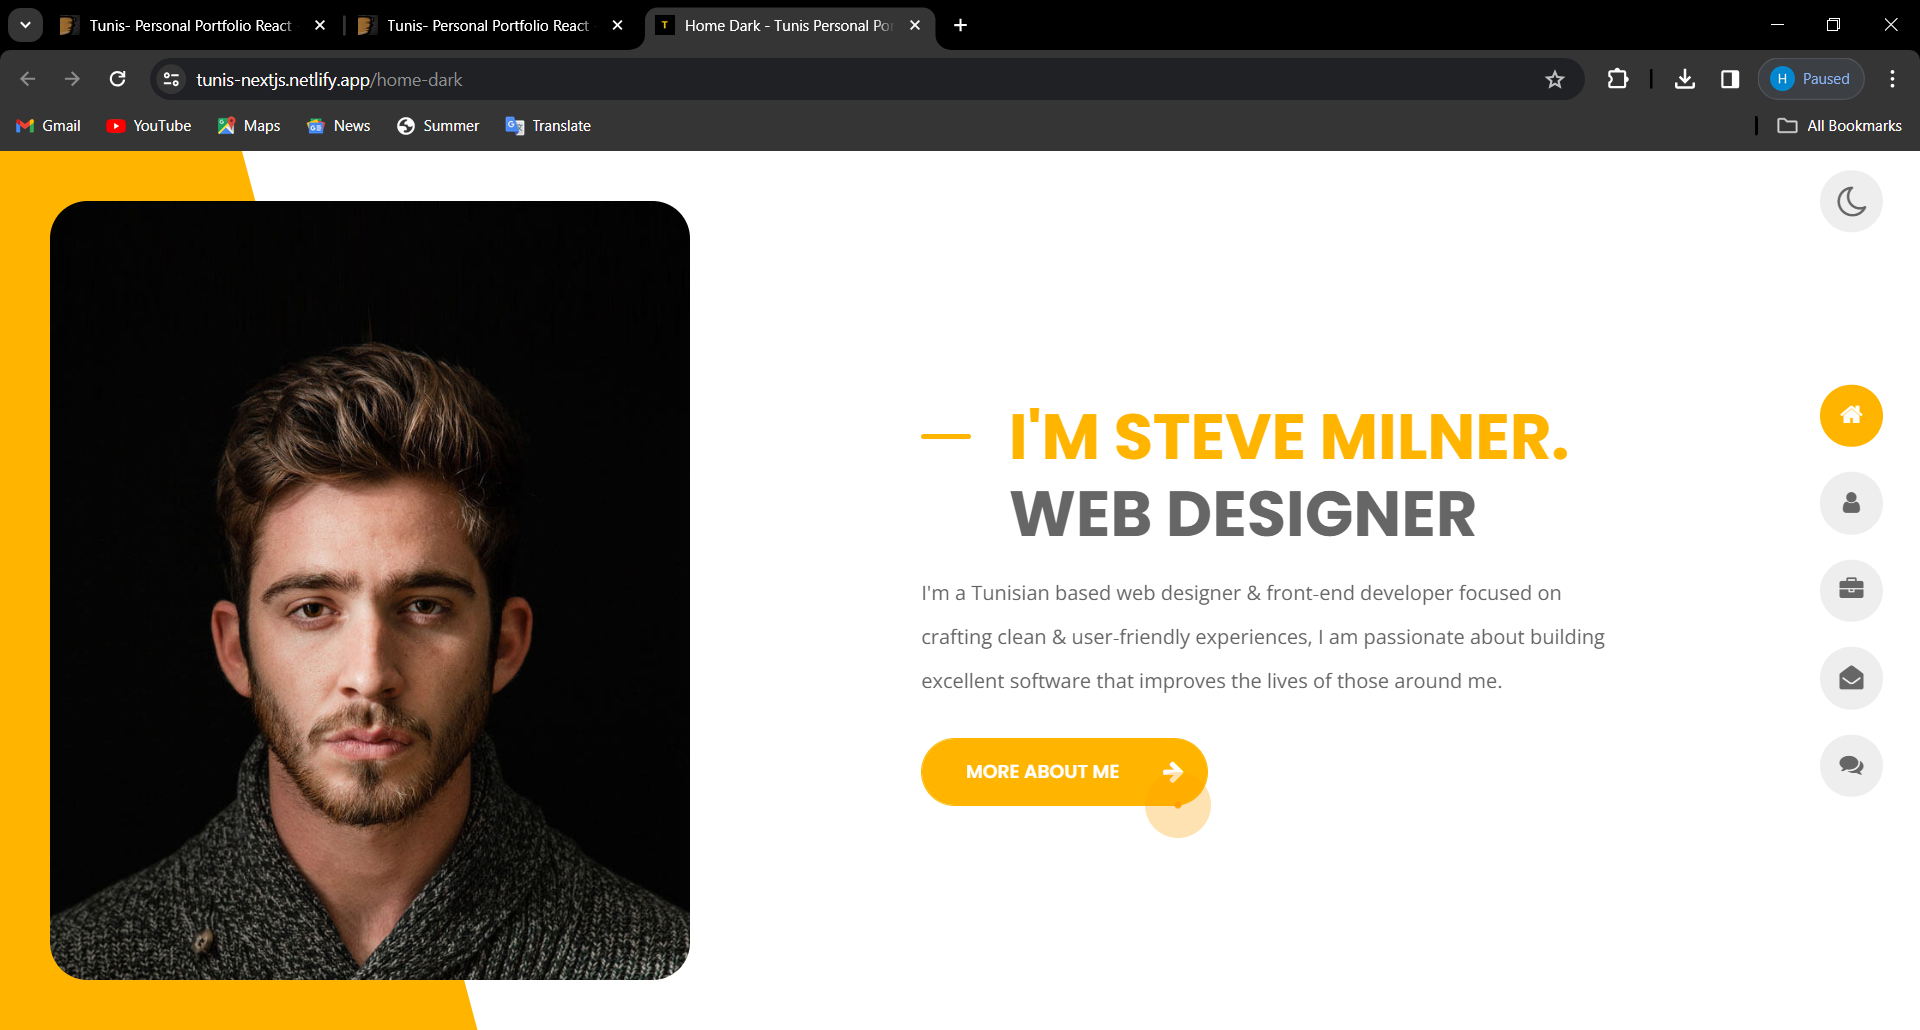 Tunis- Personal Portfolio React
Tunis- Personal Portfolio React
T
Home Dark - Tunis Personal Po
tunis-nextjs.netlify.app/home-dark
H Paused
Gmail
YouTube
Maps
News
Summer
Translate
All Bookmarks
I'M STEVE MILNER.
WEB DESIGNER
I'm a Tunisian based web designer & front-end developer focused on
crafting clean & user-friendly experiences, I am passionate about building
excellent software that improves the lives of those around me.
MORE ABOUT ME